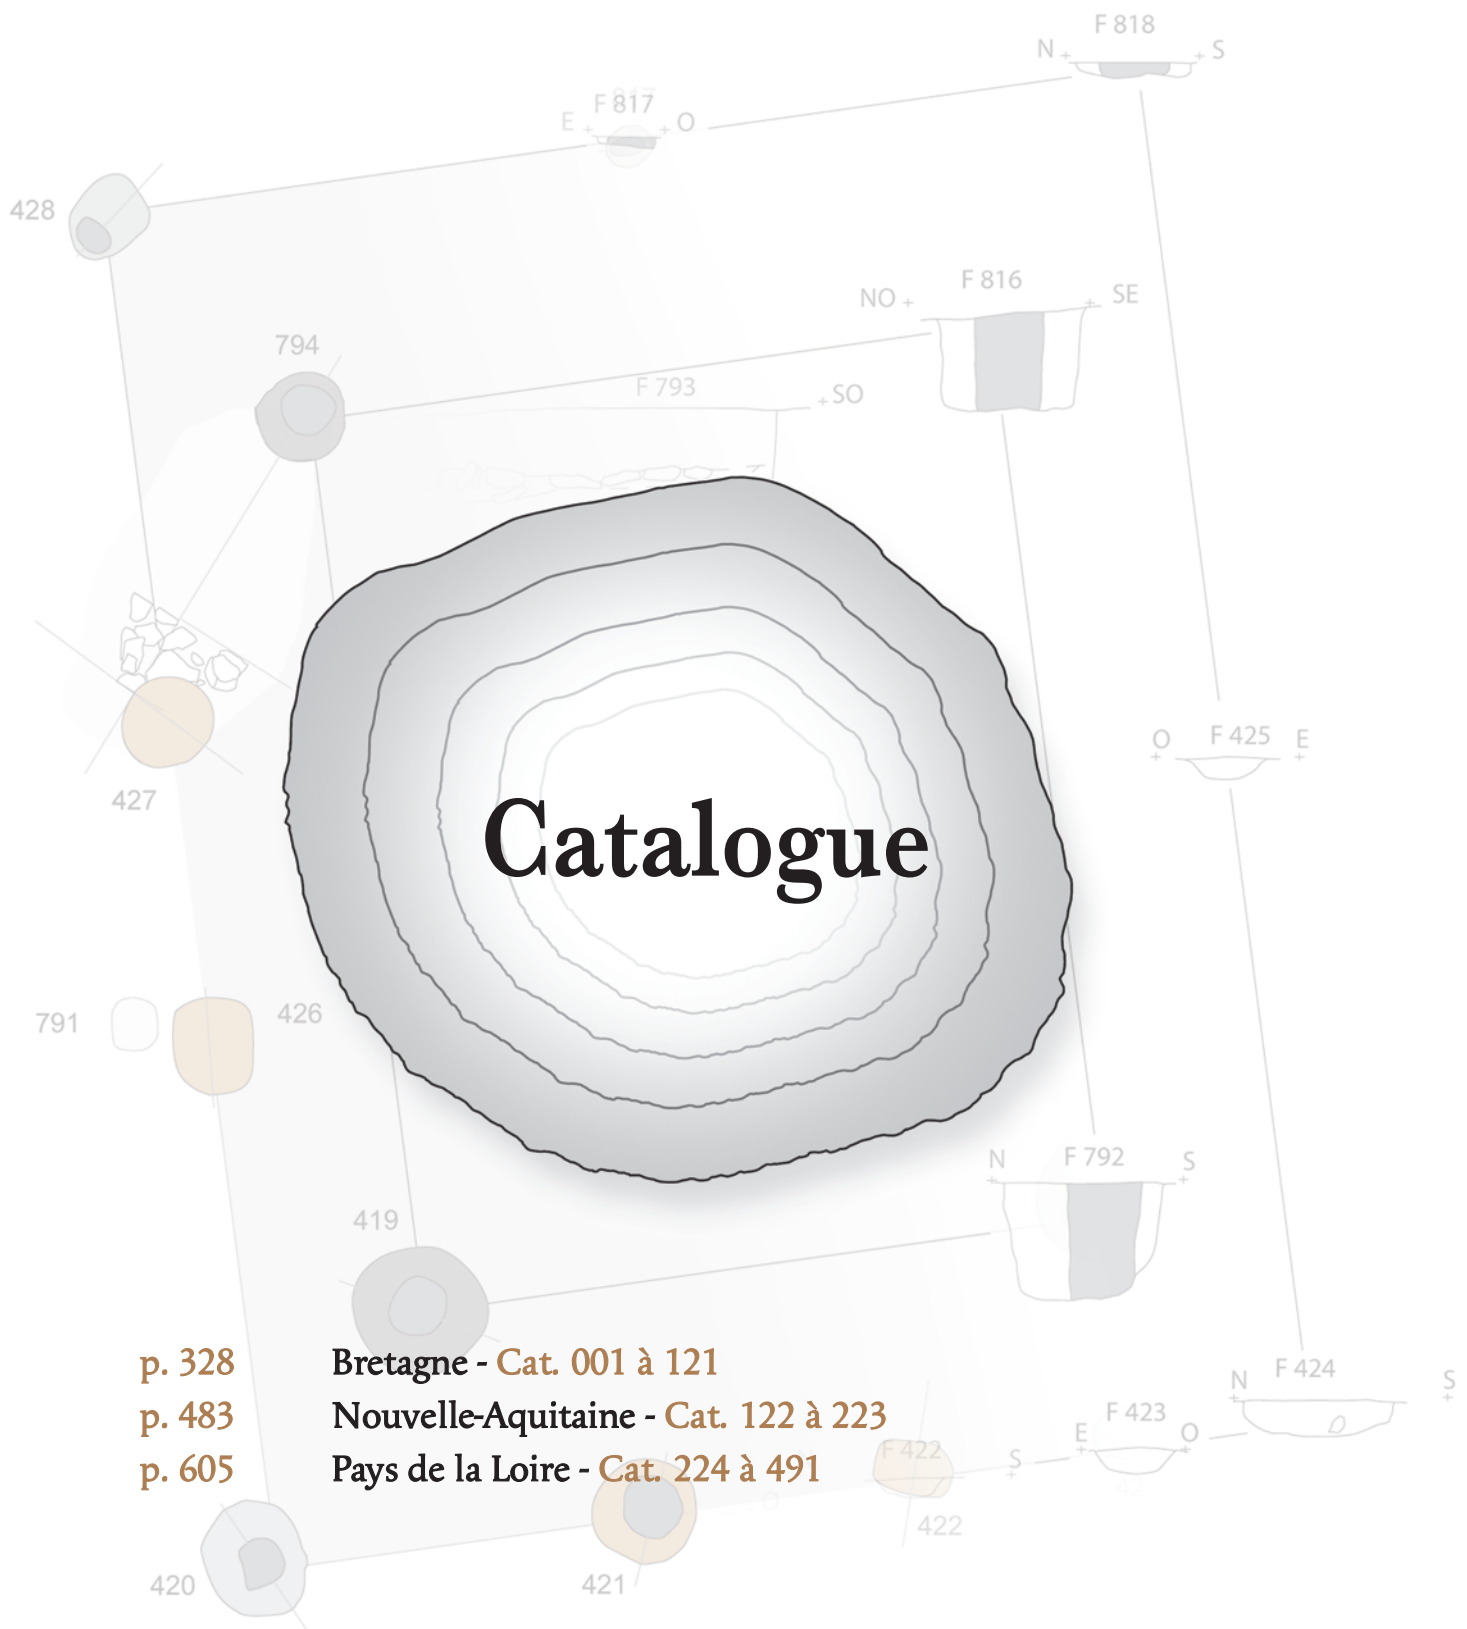 F 818
N S
F 817
E O
428
F 816
NO SE
794
F 793
SO
427
O F 425 E
Catalogue
791
426
N F 792 S
419
p. 328 Bretagne - Cat. 001 à 121
p. 483 Nouvelle-Aquitaine - Cat. 122 à 223
p. 605 Pays de la Loire - Cat. 224 à 491
N F 424 S
E F 423 O
F 422
S
O
422
420
421